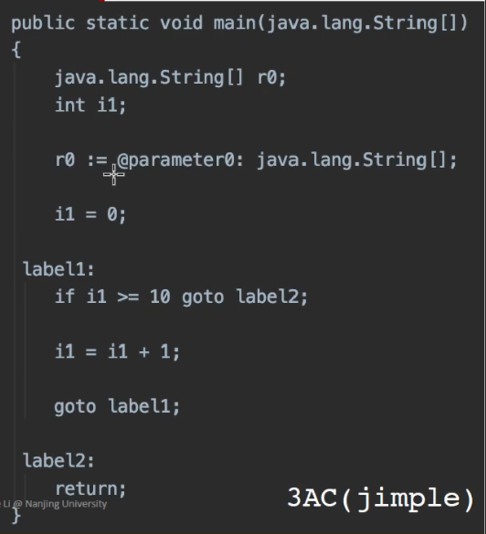 public static void main(java.lang.String[])
{
java.lang.String[] r0;
int i1;
r0 := @parameter0: java.lang.String[];
i1 = 0;
label1:
if i1 >= 10 goto label2;
i1 = i1 + 1;
goto label1;
label2:
return;
Li @ Nanjing University
3AC(jimple)
}